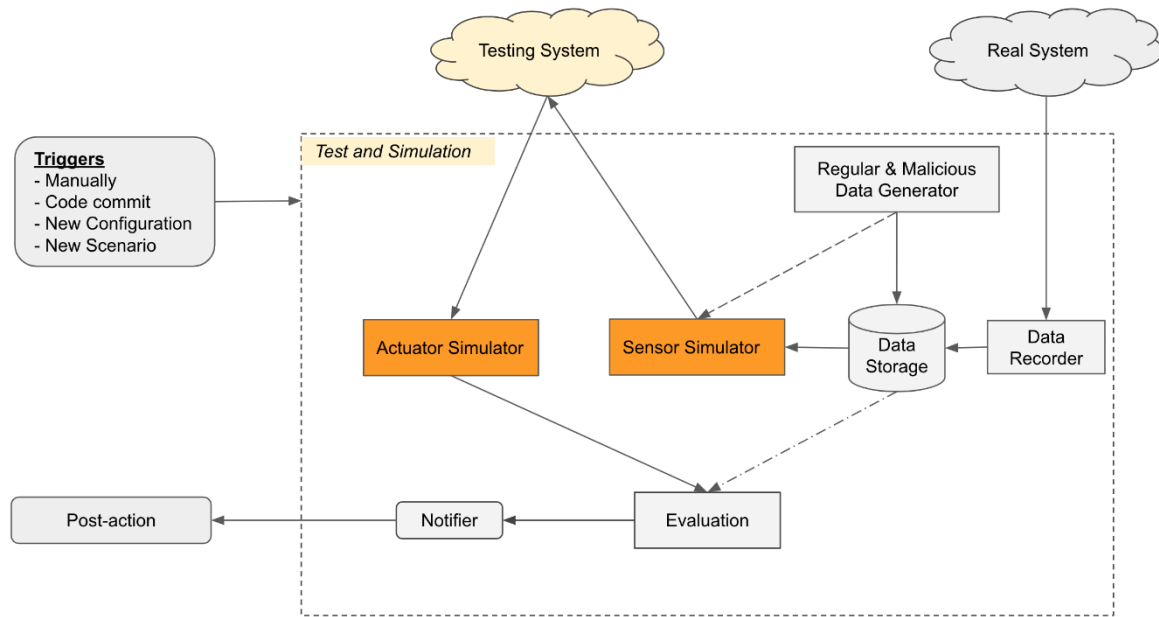 Testing System
Real System
Triggers
- Manually
- Code commit
- New Configuration
- New Scenario
Test and Simulation
Regular & Malicious
Data Generator
Actuator Simulator
Sensor Simulator
Data
Storage
Data
Recorder
Post-action
Notifier
Evaluation